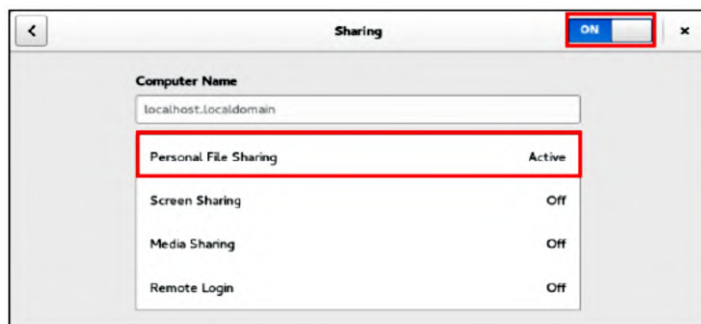 Sharing ON
Computer Name
localhost.localdomain
Personal File Sharing Active
Screen Sharing Off
Media Sharing Off
Remote Login Off